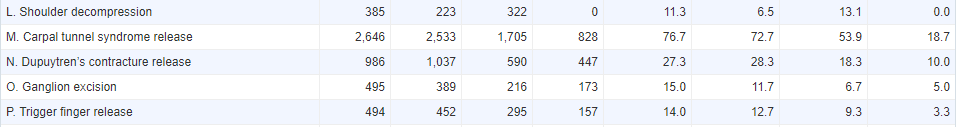 L. Shoulder decompression 385 223 322 0 11.3 6.5 13.1 0.0
M. Carpal tunnel syndrome release 2,646 2,533 1,705 828 76.7 72.7 53.9 18.7
N. Dupuytren's contracture release 986 1,037 590 447 27.3 28.3 18.3 10.0
O. Ganglion excision 495 389 216 173 15.0 11.7 6.7 5.0
P. Trigger finger release 494 452 295 157 14.0 12.7 9.3 3.3